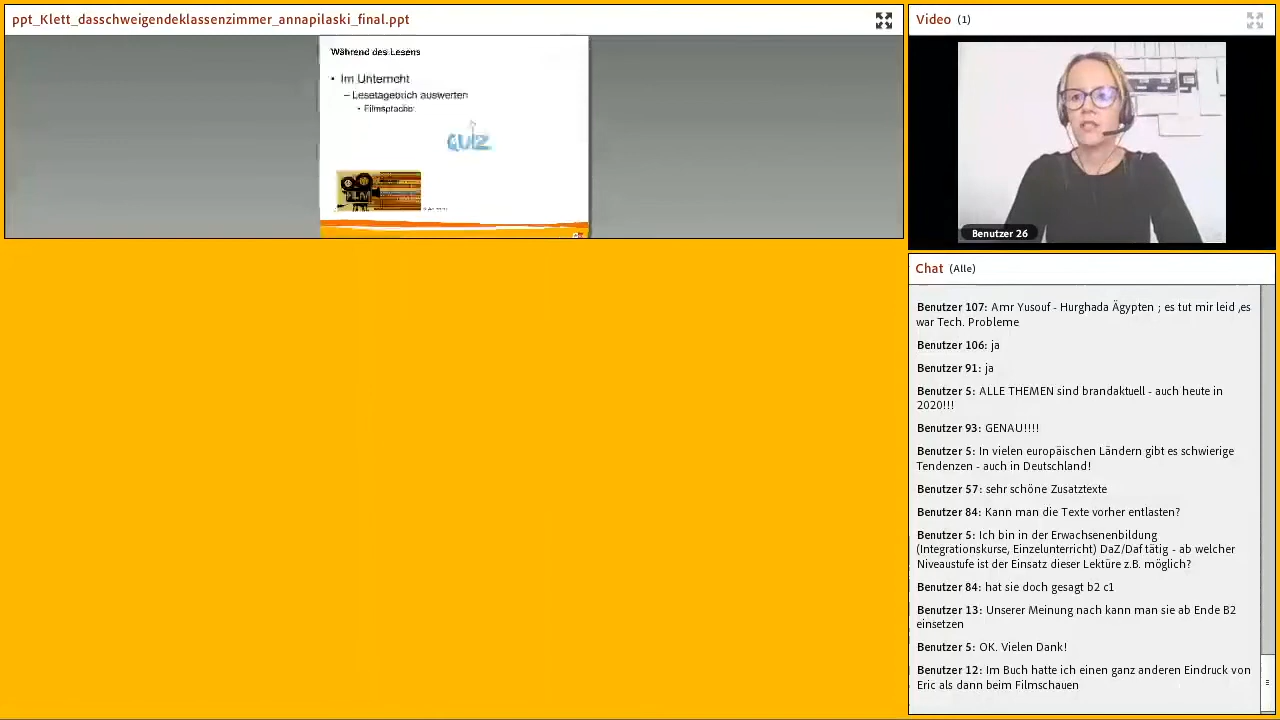 ppt_Klett_dasschweigendeklassenzimmer_annapilaski_final.ppt
Während des Lesens
• Im Unterricht
– Lesetagebuch auswerten
• Filmsprache:
QUIZ
FILM
Video (1)
Benutzer 26
Chat (Alle)
Benutzer 107: Amr Yusouf - Hurghada Ägypten ; es tut mir leid ,es
war Tech. Probleme
Benutzer 106: ja
Benutzer 91: ja
Benutzer 5: ALLE THEMEN sind brandaktuell - auch heute in
2020!!!
Benutzer 93: GENAU!!!!
Benutzer 5: In vielen europäischen Ländern gibt es schwierige
Tendenzen - auch in Deutschland!
Benutzer 57: sehr schöne Zusatztexte
Benutzer 84: Kann man die Texte vorher entlasten?
Benutzer 5: Ich bin in der Erwachsenenbildung
(Integrationskurse, Einzelunterricht) DaZ/Daf tätig - ab welcher
Niveaustufe ist der Einsatz dieser Lektüre z.B. möglich?
Benutzer 84: hat sie doch gesagt b2 c1
Benutzer 13: Unserer Meinung nach kann man sie ab Ende B2
einsetzen
Benutzer 5: OK. Vielen Dank!
Benutzer 12: Im Buch hatte ich einen ganz anderen Eindruck von
Eric als dann beim Filmschauen